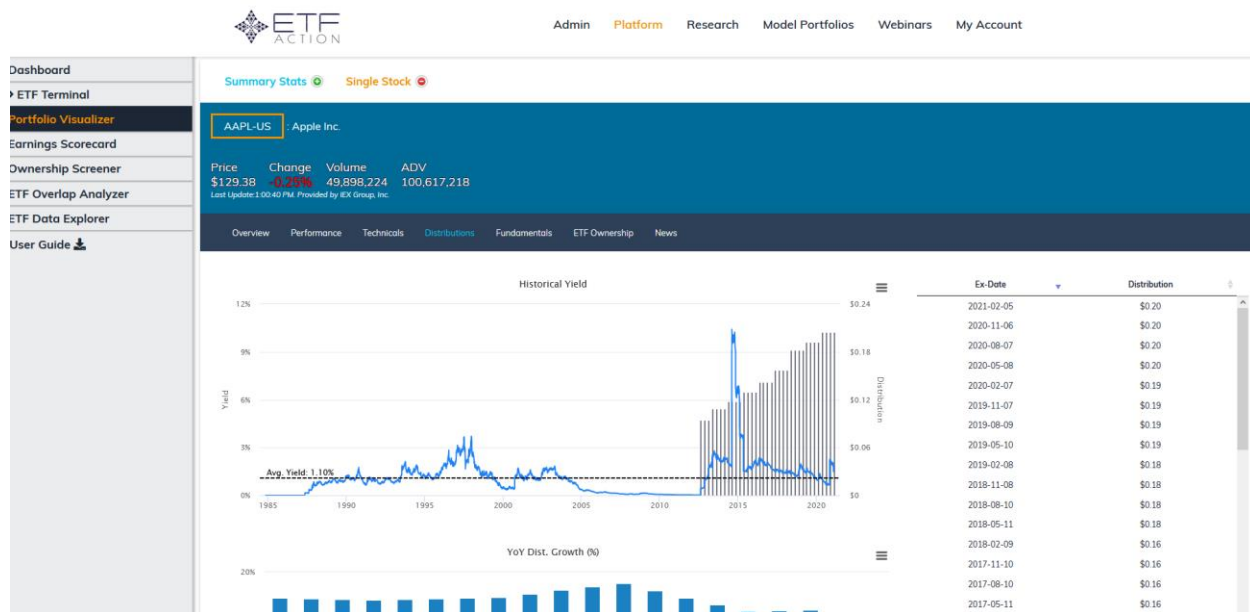 ETF
ACTION
Admin Platform Research Model Portfolios Webinars My Account
Dashboard
ETF Terminal
Portfolio Visualizer
Earnings Scorecard
Ownership Screener
ETF Overlap Analyzer
ETF Data Explorer
User Guide
Summary Stats Single Stock
AAPL-US : Apple Inc.
Price Change Volume ADV
$129.38 -0.25% 49,898,224 100,617,218
Last Update:1:00:40 PM. Provided by IEX Group, Inc.
Overview Performance Technicals Distributions Fundamentals ETF Ownership News
Historical Yield
12% $0.24
9% $0.18
Yield 6% $0.12 Distribution
3% $0.06
Avg. Yield: 1.10%
0% $0
1985 1990 1995 2000 2005 2010 2015 2020
YoY Dist. Growth (%)
20%
Ex-Date Distribution
2021-02-05 $0.20
2020-11-06 $0.20
2020-08-07 $0.20
2020-05-08 $0.20
2020-02-07 $0.19
2019-11-07 $0.19
2019-08-09 $0.19
2019-05-10 $0.19
2019-02-08 $0.18
2018-11-08 $0.18
2018-08-10 $0.18
2018-05-11 $0.18
2018-02-09 $0.16
2017-11-10 $0.16
2017-08-10 $0.16
2017-05-11 $0.16